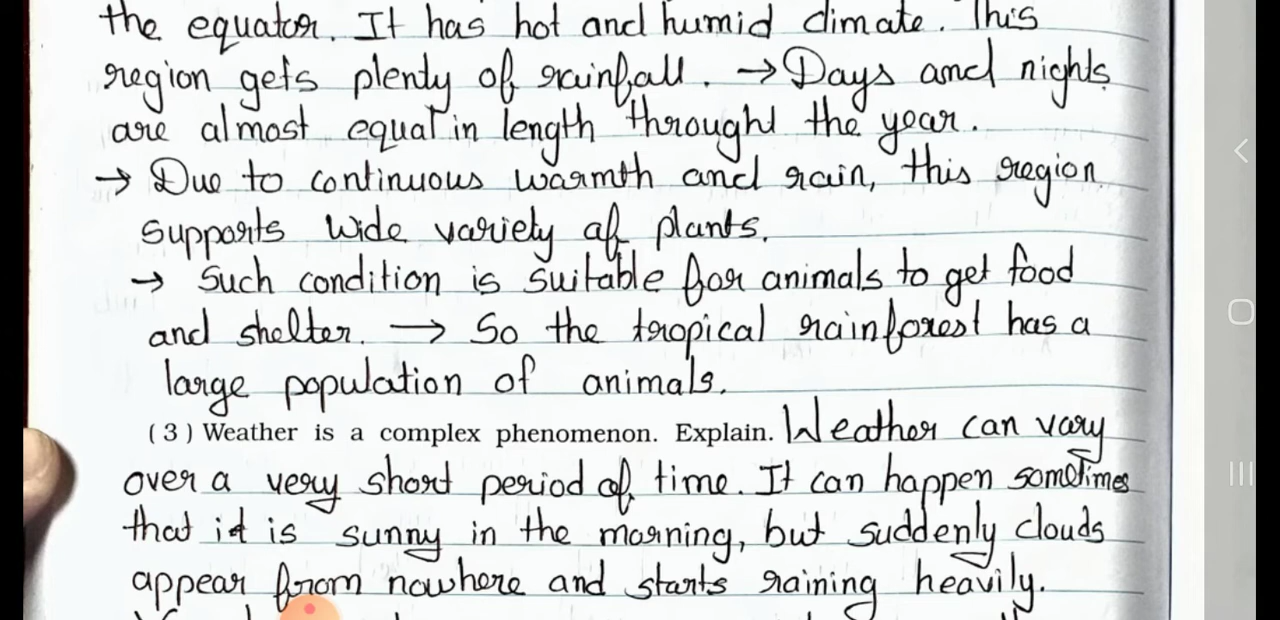 the equator. It has hot and humid climate. This
region gets plenty of rainfall. → Days and nights
are almost equal in length throught the year.
→ Due to continuous warmth and rain, this region
supports wide variety of plants.
→ Such condition is suitable for animals to get food
and shelter. → So the tropical rainforest has a
large population of animals.
(3) Weather is a complex phenomenon. Explain. Weather can vary
over a very short period of time. It can happen sometimes
that it is sunny in the morning, but suddenly clouds
appear from nowhere and starts raining heavily.